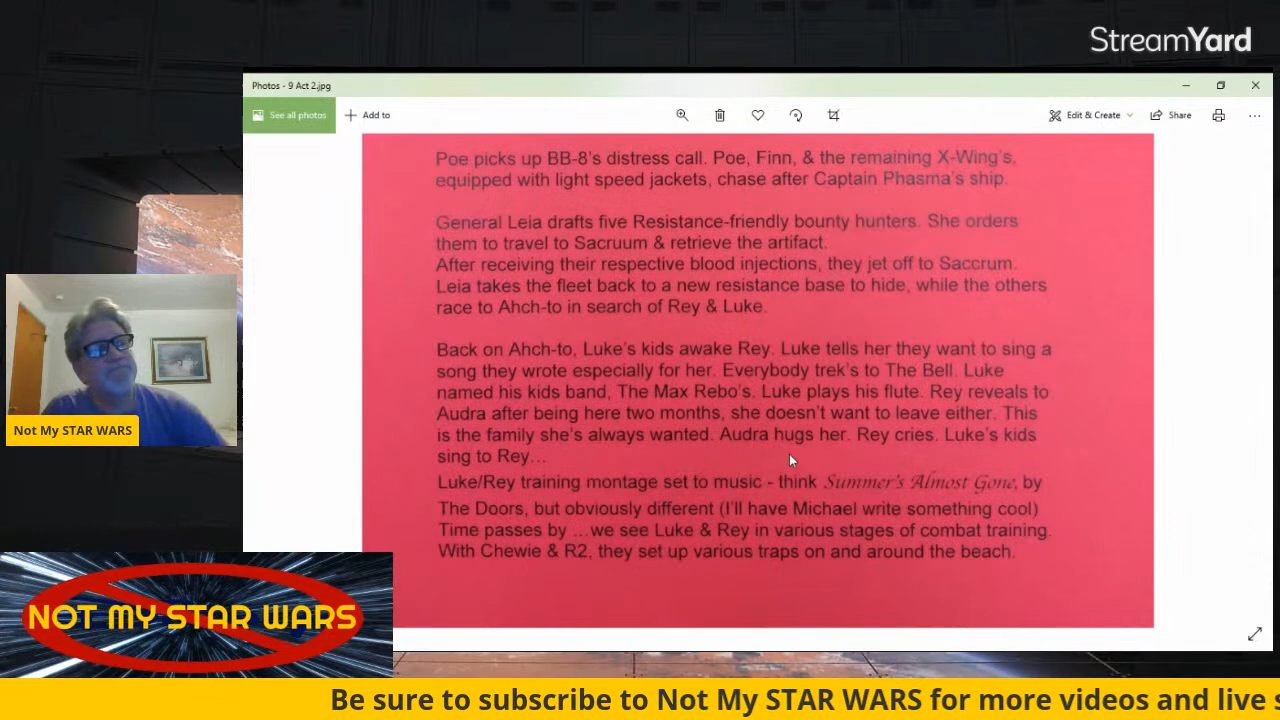 StreamYard
Photos - 9 Act 2.jpg
See all photos
Add to
Edit & Create
Share
Poe picks up BB-8's distress call. Poe, Finn, & the remaining X-Wing's,
equipped with light speed jackets, chase after Captain Phasma's ship.
General Leia drafts five Resistance-friendly bounty hunters. She orders
them to travel to Sacruum & retrieve the artifact.
After receiving their respective blood injections, they jet off to Saccrum.
Leia takes the fleet back to a new resistance base to hide, while the others
race to Ahch-to in search of Rey & Luke.
Back on Ahch-to, Luke's kids awake Rey. Luke tells her they want to sing a
song they wrote especially for her. Everybody trek's to The Bell. Luke
named his kids band, The Max Rebo's. Luke plays his flute. Rey reveals to
Audra after being here two months, she doesn't want to leave either. This
is the family she's always wanted. Audra hugs her. Rey cries. Luke's kids
sing to Rey…
Luke/Rey training montage set to music - think Summer's Almost Gone, by
The Doors, but obviously different (I'll have Michael write something cool)
Time passes by …we see Luke & Rey in various stages of combat training.
With Chewie & R2, they set up various traps on and around the beach.
Not My STAR WARS
NOT MY STAR WARS
Be sure to subscribe to Not My STAR WARS for more videos and live s